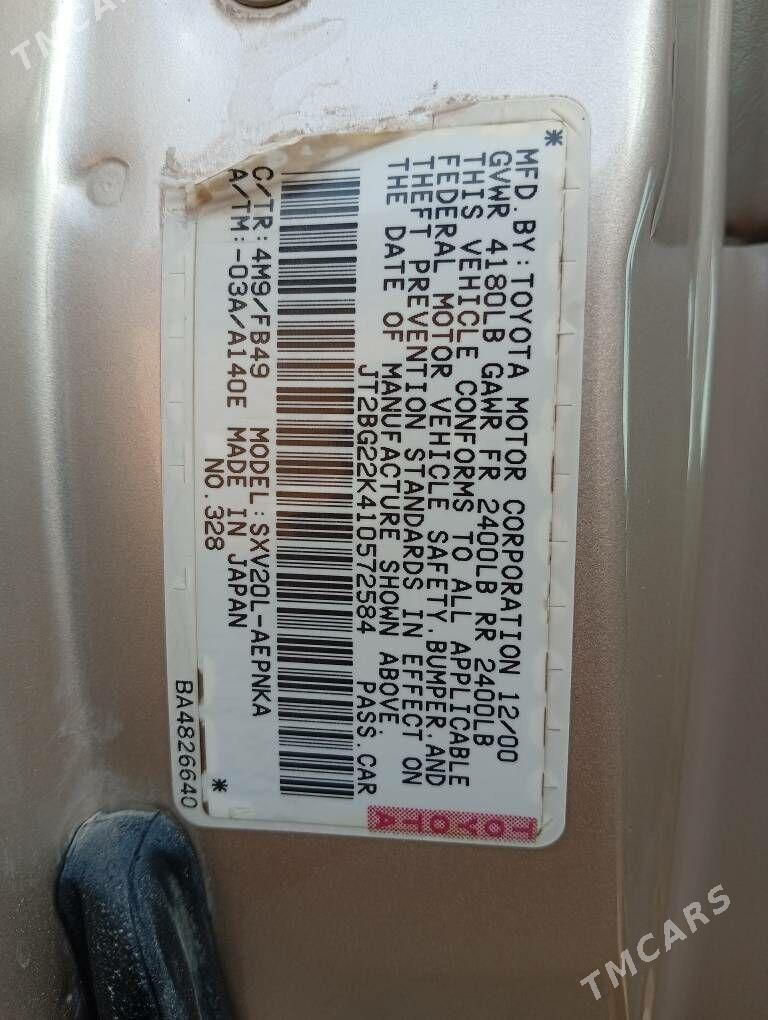 TMCARS
MFD. BY: TOYOTA MOTOR CORPORATION 12/00
GVWR 4180LB GAWR FR 2400LB RR 2400LB
THIS VEHICLE CONFORMS TO ALL APPLICABLE
FEDERAL MOTOR VEHICLE SAFETY, BUMPER, AND
THEFT PREVENTION STANDARDS IN EFFECT ON
THE DATE OF MANUFACTURE SHOWN ABOVE.
JT2BG22K410572584 PASS. CAR
C/TR: 4M9/FB49 MODEL: SXV20L-AEPNKA
A/TM: -03A/A140E MADE IN JAPAN
NO. 328
BA4826640
TOYOTA
TMCARS